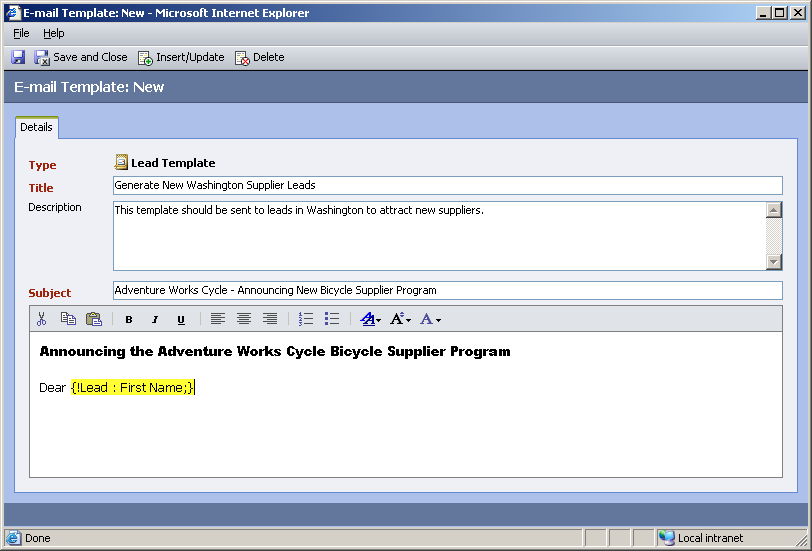 E-mail Template: New - Microsoft Internet Explorer
File Help
Save and Close Insert/Update Delete
E-mail Template: New
Details
Type Lead Template
Title Generate New Washington Supplier Leads
Description This template should be sent to leads in Washington to attract new suppliers.
Subject Adventure Works Cycle - Announcing New Bicycle Supplier Program
B I U A A A
Announcing the Adventure Works Cycle Bicycle Supplier Program
Dear {!Lead : First Name;}
Done Local intranet